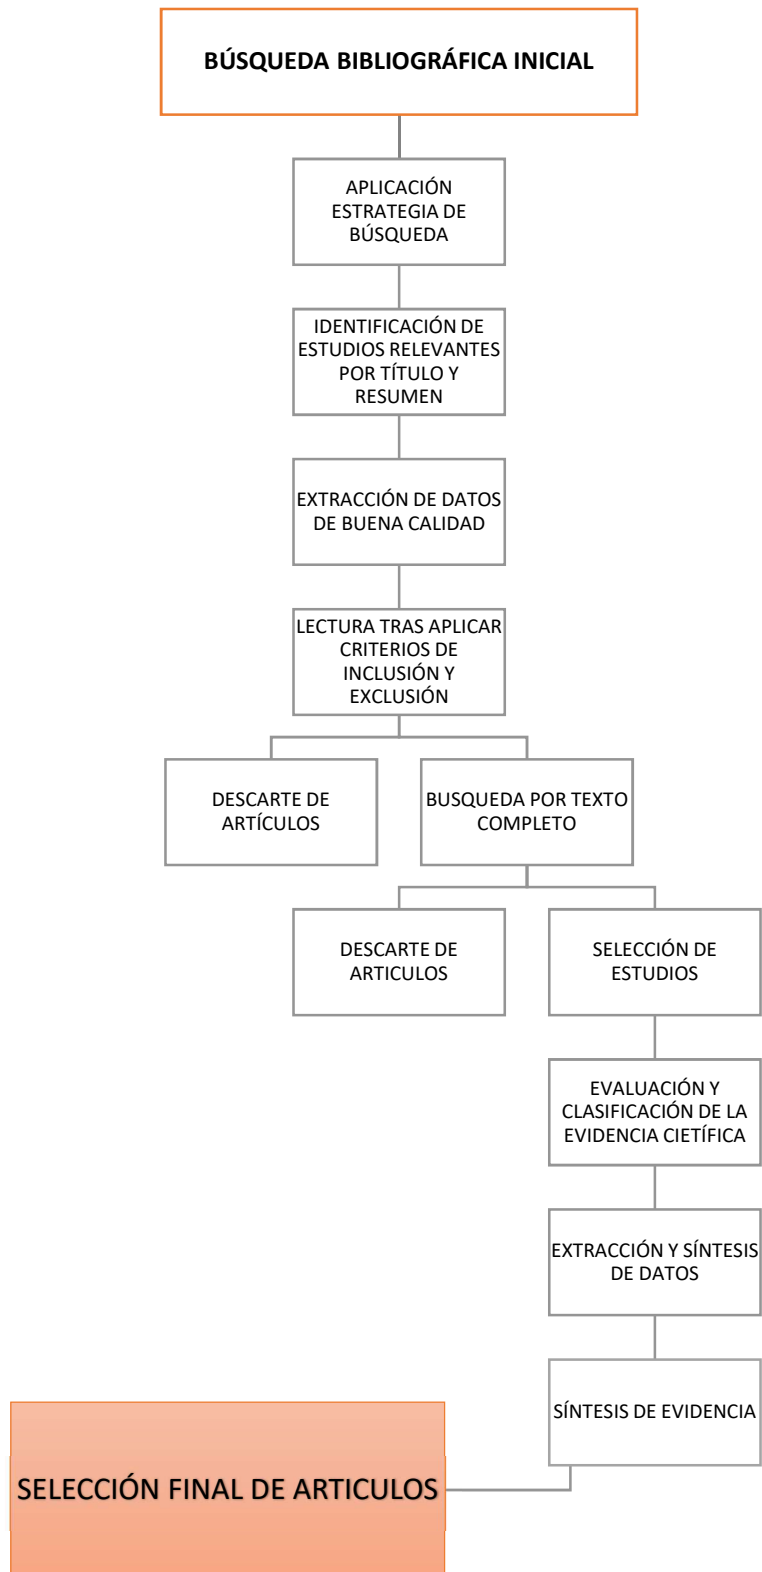 BÚSQUEDA BIBLIOGRÁFICA INICIAL
APLICACIÓN
ESTRATEGIA DE
BÚSQUEDA
IDENTIFICACIÓN DE
ESTUDIOS RELEVANTES
POR TÍTULO Y
RESUMEN
EXTRACCIÓN DE DATOS
DE BUENA CALIDAD
LECTURA TRAS APLICAR
CRITERIOS DE
INCLUSIÓN Y
EXCLUSIÓN
DESCARTE DE
ARTÍCULOS
BUSQUEDA POR TEXTO
COMPLETO
DESCARTE DE
ARTICULOS
SELECCIÓN DE
ESTUDIOS
EVALUACIÓN Y
CLASIFICACIÓN DE LA
EVIDENCIA CIETÍFICA
EXTRACCIÓN Y SÍNTESIS
DE DATOS
SÍNTESIS DE EVIDENCIA
SELECCIÓN FINAL DE ARTICULOS